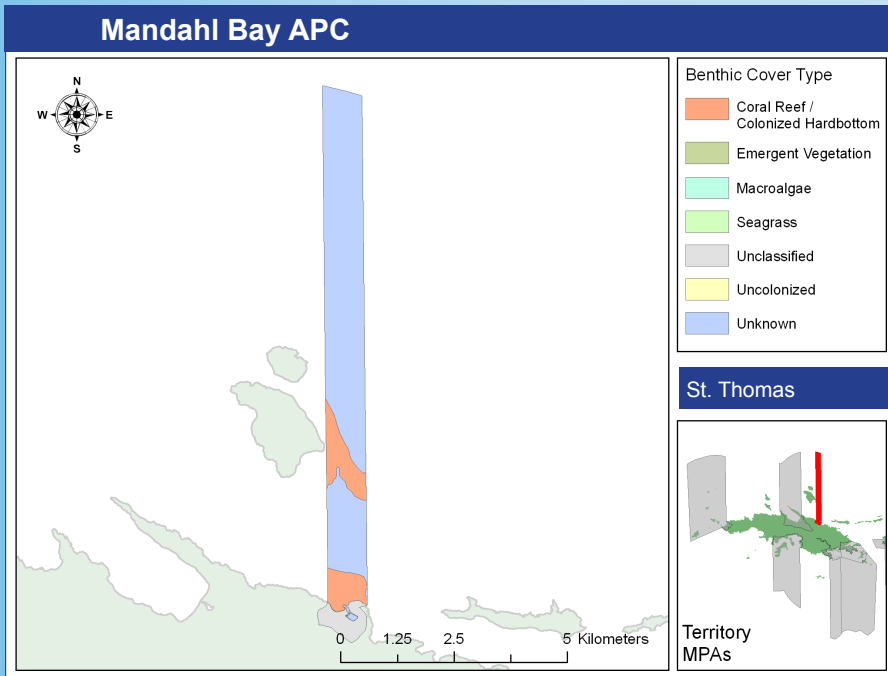 Mandahl Bay APC
N
W E
S
0 1.25 2.5 5 Kilometers
Benthic Cover Type
Coral Reef /
Colonized Hardbottom
Emergent Vegetation
Macroalgae
Seagrass
Unclassified
Uncolonized
Unknown
St. Thomas
Territory
MPAs